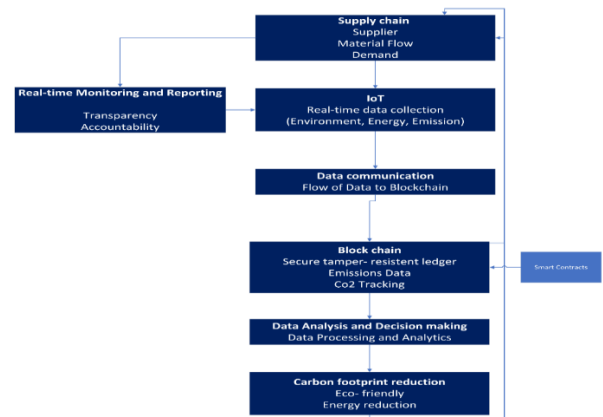 Supply chain
Supplier
Material Flow
Demand
Real-time Monitoring and Reporting
Transparency
Accountability
IoT
Real-time data collection
(Environment, Energy, Emission)
Data communication
Flow of Data to Blockchain
Block chain
Secure tamper- resistent ledger
Emissions Data
Co2 Tracking
Smart Contracts
Data Analysis and Decision making
Data Processing and Analytics
Carbon footprint reduction
Eco- friendly
Energy reduction